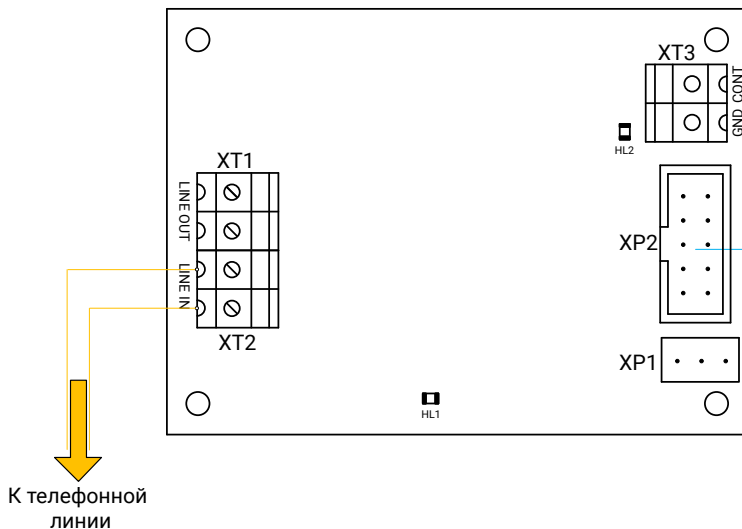 XT3
GND CONT
HL2
XT1
LINE OUT
LINE IN
XT2
XP2
XP1
HL1
К телефонной
линии